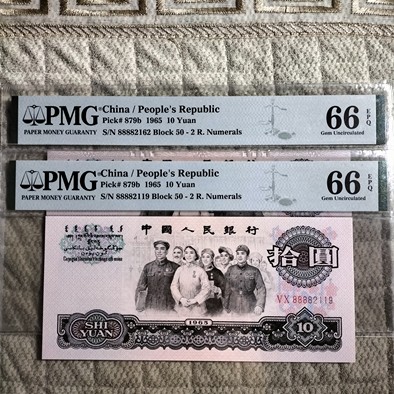 PMG
PAPER MONEY GUARANTY
China / People's Republic
Pick# 879b 1965 10 Yuan
S/N 88882162 Block 50 - 2 R. Numerals
66 EPQ
Gem Uncirculated
PMG
PAPER MONEY GUARANTY
China / People's Republic
Pick# 879b 1965 10 Yuan
S/N 88882119 Block 50 - 2 R. Numerals
66 EPQ
Gem Uncirculated
中國人民銀行
拾圓
VX 88882119
1965
SHI
YUAN
10